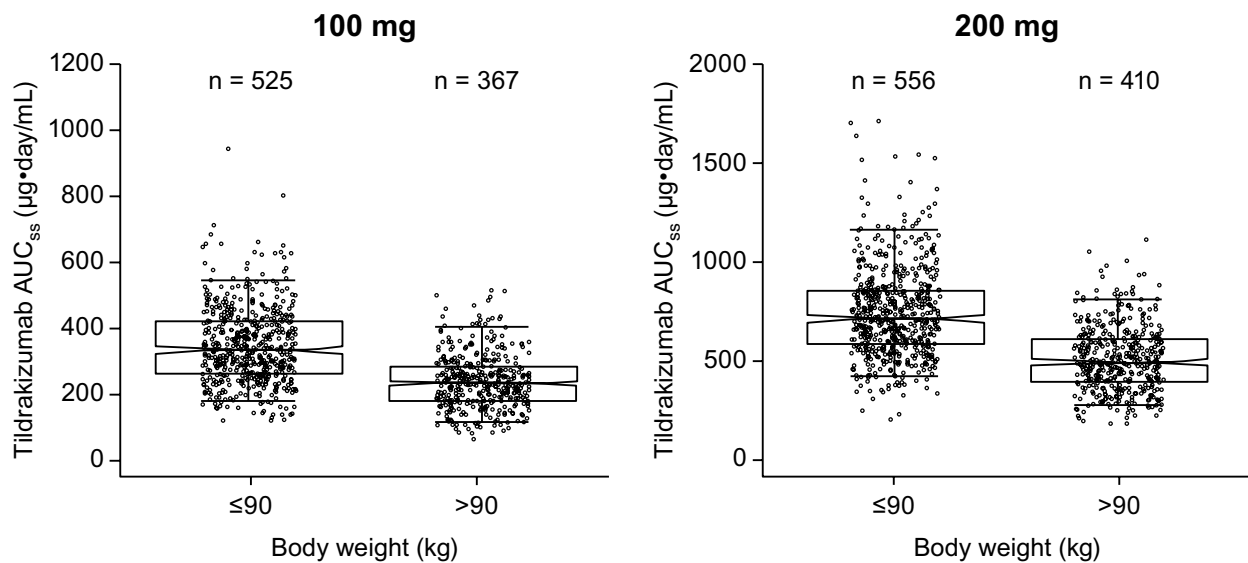 100 mg
n = 525
n = 367
Tildrakizumab AUCss (µg•day/mL)
1200
1000
800
600
400
200
0
≤90
>90
Body weight (kg)
200 mg
n = 556
n = 410
Tildrakizumab AUCss (µg•day/mL)
2000
1500
1000
500
0
≤90
>90
Body weight (kg)